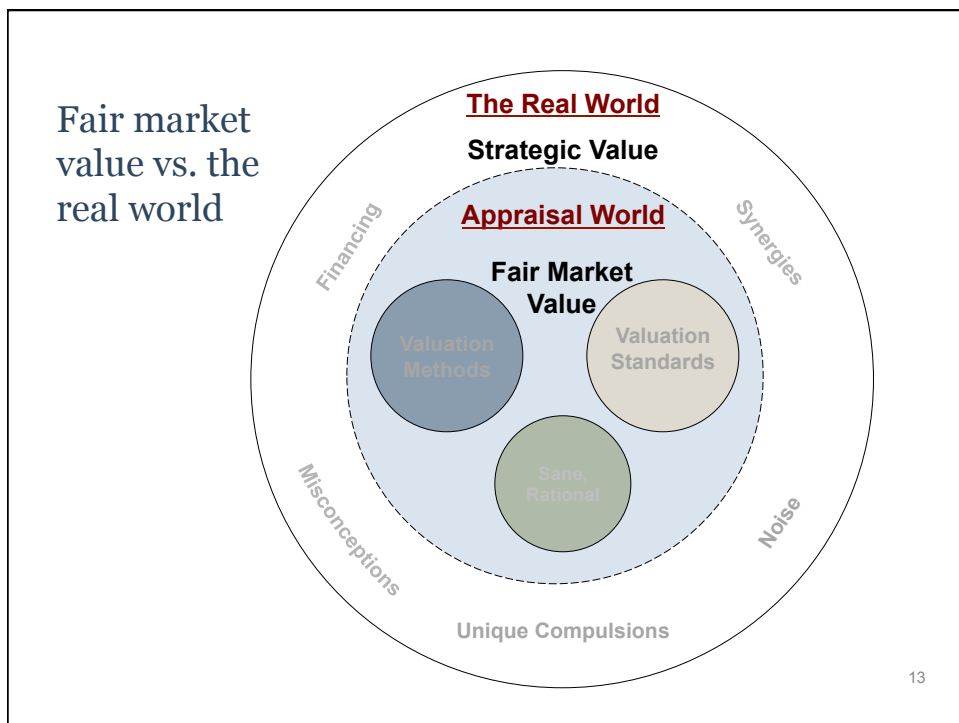 Fair market
value vs. the
real world
The Real World
Strategic Value
Appraisal World
Fair Market
Value
Financing
Synergies
Valuation
Methods
Valuation
Standards
Sane,
Rational
Misconceptions
Noise
Unique Compulsions
13